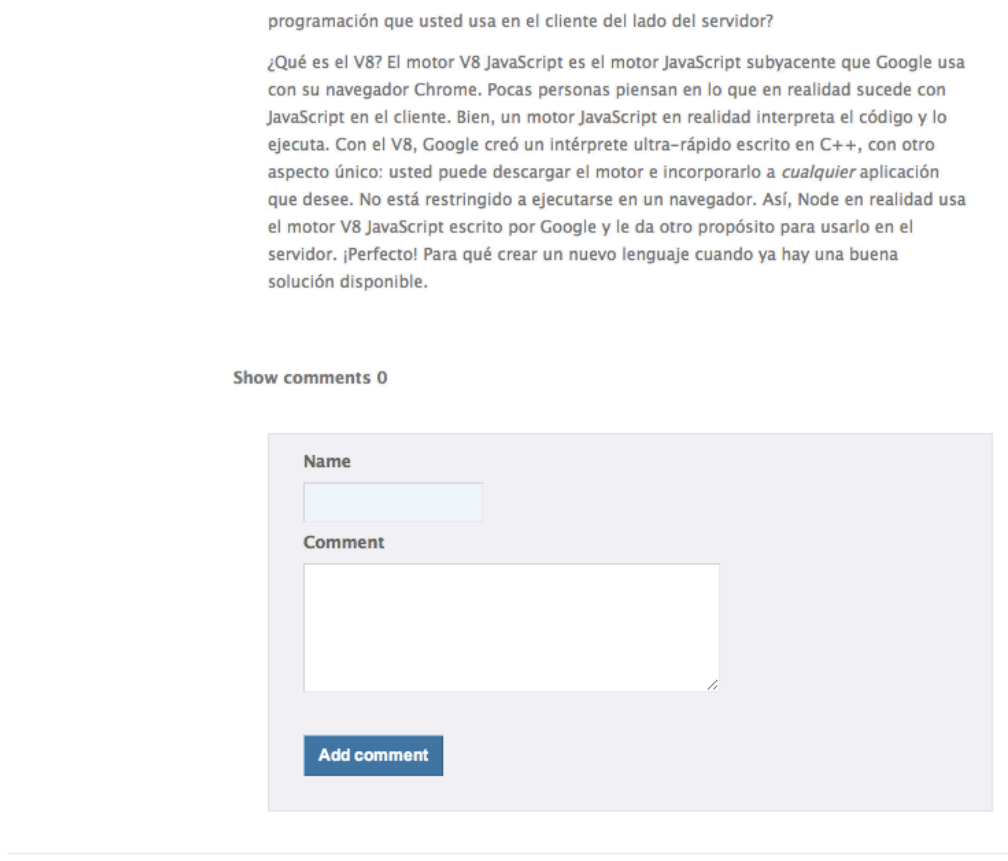 programación que usted usa en el cliente del lado del servidor?
¿Qué es el V8? El motor V8 JavaScript es el motor JavaScript subyacente que Google usa
con su navegador Chrome. Pocas personas piensan en lo que en realidad sucede con
JavaScript en el cliente. Bien, un motor JavaScript en realidad interpreta el código y lo
ejecuta. Con el V8, Google creó un intérprete ultra-rápido escrito en C++, con otro
aspecto único: usted puede descargar el motor e incorporarlo a cualquier aplicación
que desee. No está restringido a ejecutarse en un navegador. Así, Node en realidad usa
el motor V8 JavaScript escrito por Google y le da otro propósito para usarlo en el
servidor. ¡Perfecto! Para qué crear un nuevo lenguaje cuando ya hay una buena
solución disponible.
Show comments 0
Name
Comment
Add comment